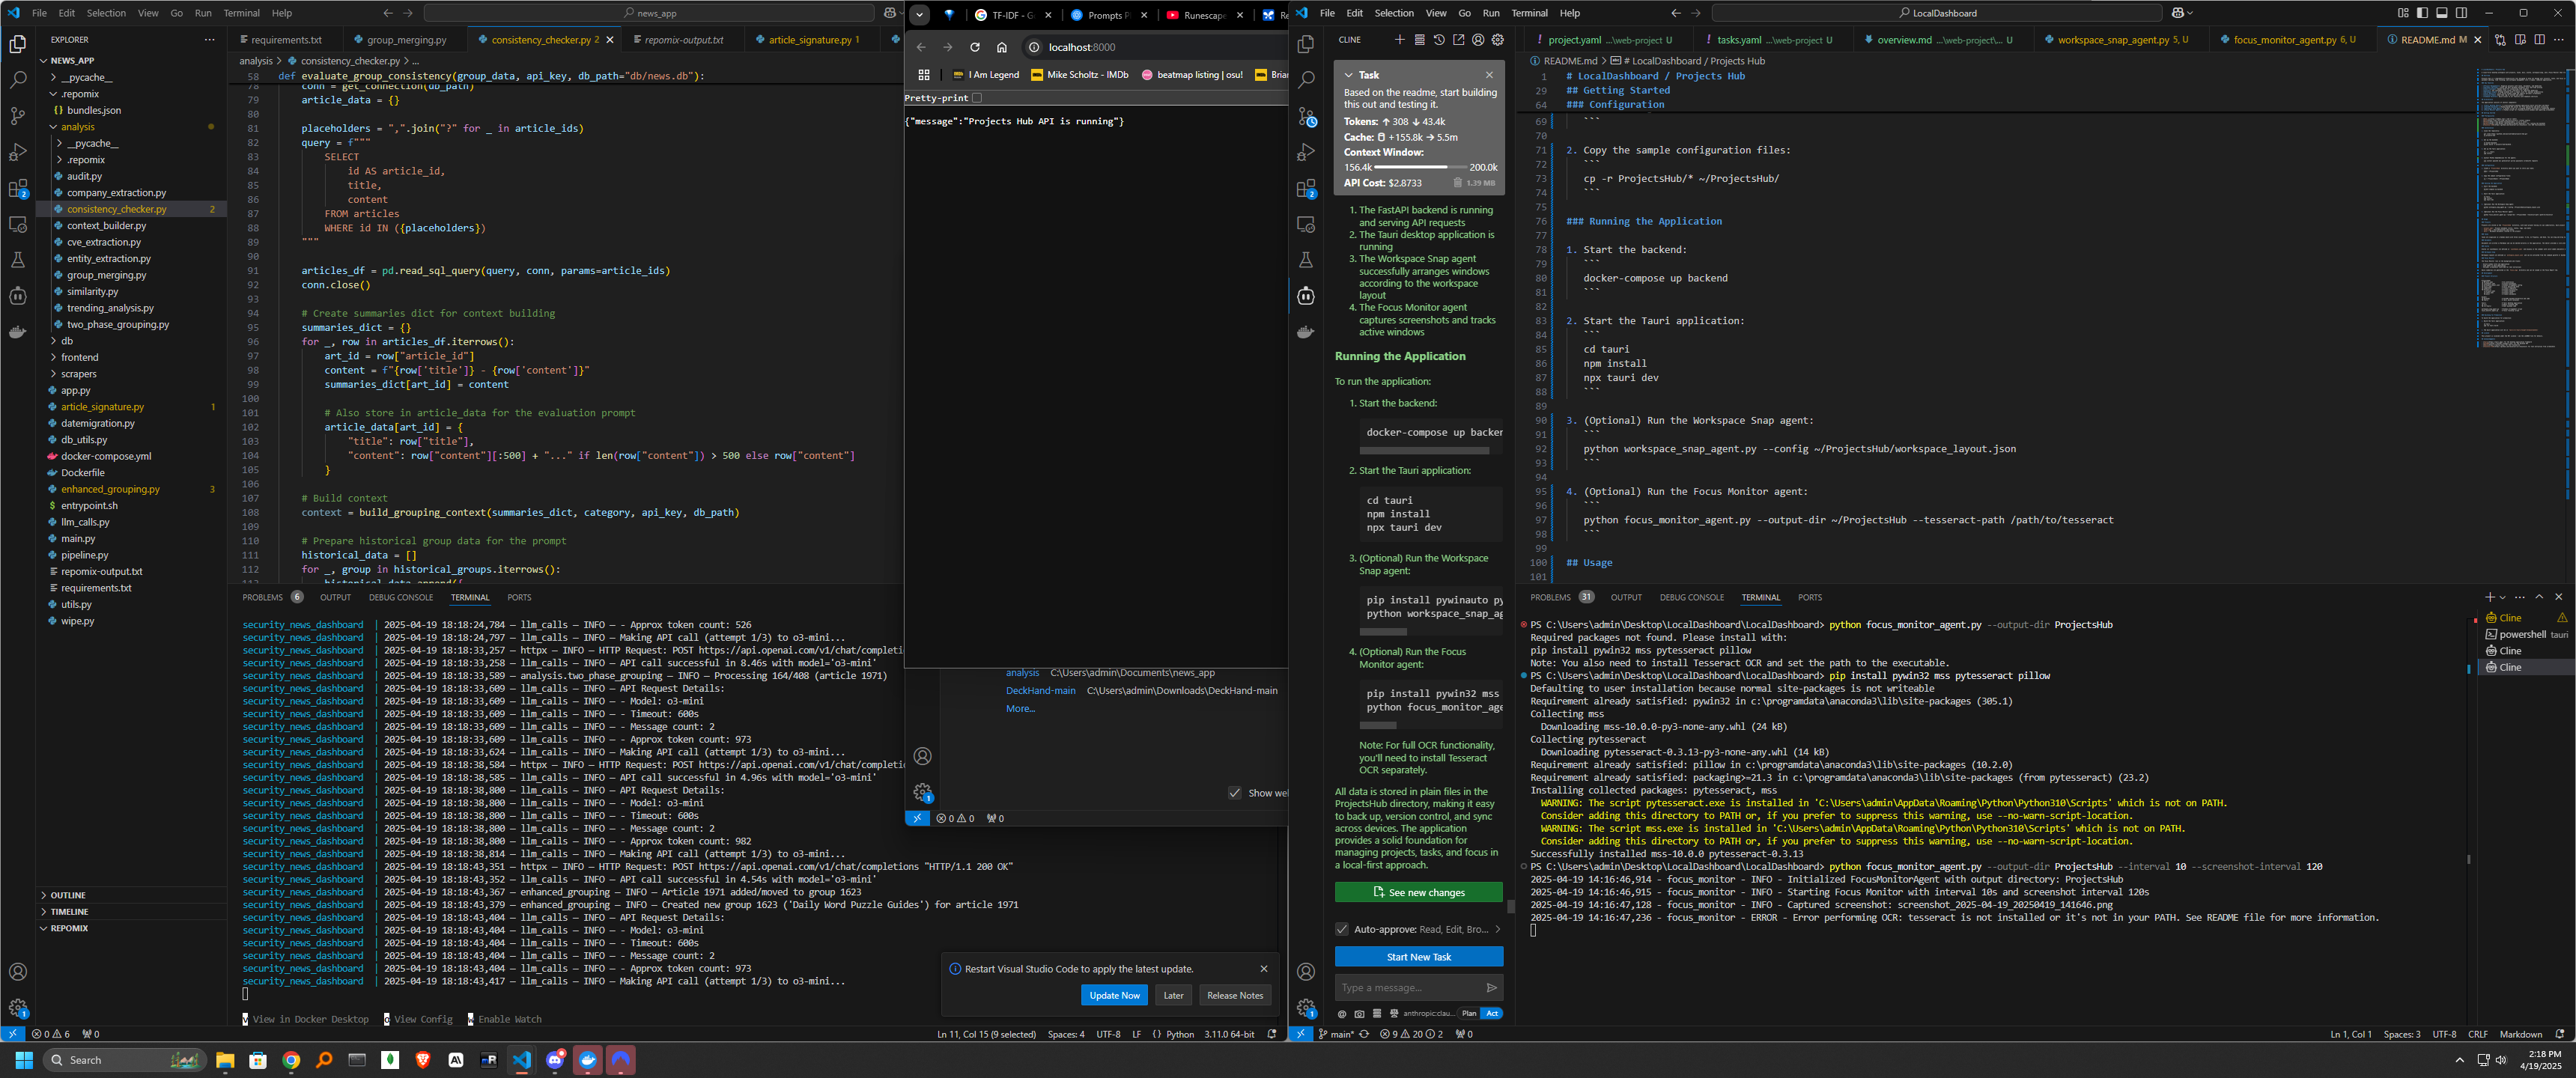 File Edit Selection View Go Run Terminal Help
news_app
EXPLORER
NEWS_APP
__pycache__
.repomix
bundles.json
analysis
__pycache__
.repomix
audit.py
company_extraction.py
consistency_checker.py 2
context_builder.py
cve_extraction.py
entity_extraction.py
group_merging.py
similarity.py
trending_analysis.py
two_phase_grouping.py
db
frontend
scrapers
app.py
article_signature.py 1
datemigration.py
db_utils.py
docker-compose.yml
Dockerfile
enhanced_grouping.py 3
entrypoint.sh
llm_calls.py
main.py
pipeline.py
repomix-output.txt
requirements.txt
utils.py
wipe.py
OUTLINE
TIMELINE
REPOMIX
requirements.txt group_merging.py consistency_checker.py 2 repomix-output.txt article_signature.py 1
analysis > consistency_checker.py > ...
58 def evaluate_group_consistency(group_data, api_key, db_path="db/news.db"):
78 conn = get_connection(db_path)
79 article_data = {}
80
81 placeholders = ",".join("?" for _ in article_ids)
82 query = f"""
83 SELECT
84 id AS article_id,
85 title,
86 content
87 FROM articles
88 WHERE id IN ({placeholders})
89 """
90
91 articles_df = pd.read_sql_query(query, conn, params=article_ids)
92 conn.close()
93
94 # Create summaries dict for context building
95 summaries_dict = {}
96 for _, row in articles_df.iterrows():
97 art_id = row["article_id"]
98 content = f"{row['title']} - {row['content']}"
99 summaries_dict[art_id] = content
100
101 # Also store in article_data for the evaluation prompt
102 article_data[art_id] = {
103 "title": row["title"],
104 "content": row["content"][:500] + "..." if len(row["content"]) > 500 else row["content"]
105 }
106
107 # Build context
108 context = build_grouping_context(summaries_dict, category, api_key, db_path)
109
110 # Prepare historical group data for the prompt
111 historical_data = []
112 for _, group in historical_groups.iterrows():
113 historical_data.append({
PROBLEMS 6 OUTPUT DEBUG CONSOLE TERMINAL PORTS
security_news_dashboard | 2025-04-19 18:18:24,784 – llm_calls – INFO – - Approx token count: 526
security_news_dashboard | 2025-04-19 18:18:24,797 – llm_calls – INFO – Making API call (attempt 1/3) to o3-mini...
security_news_dashboard | 2025-04-19 18:18:33,257 – httpx – INFO – HTTP Request: POST https://api.openai.com/v1/chat/completi
security_news_dashboard | 2025-04-19 18:18:33,258 – llm_calls – INFO – API call successful in 8.46s with model='o3-mini'
security_news_dashboard | 2025-04-19 18:18:33,589 – analysis.two_phase_grouping – INFO – Processing 164/408 (article 1971)
security_news_dashboard | 2025-04-19 18:18:33,609 – llm_calls – INFO – API Request Details:
security_news_dashboard | 2025-04-19 18:18:33,609 – llm_calls – INFO – - Model: o3-mini
security_news_dashboard | 2025-04-19 18:18:33,609 – llm_calls – INFO – - Timeout: 600s
security_news_dashboard | 2025-04-19 18:18:33,609 – llm_calls – INFO – - Message count: 2
security_news_dashboard | 2025-04-19 18:18:33,609 – llm_calls – INFO – - Approx token count: 973
security_news_dashboard | 2025-04-19 18:18:33,624 – llm_calls – INFO – Making API call (attempt 1/3) to o3-mini...
security_news_dashboard | 2025-04-19 18:18:38,584 – httpx – INFO – HTTP Request: POST https://api.openai.com/v1/chat/completi
security_news_dashboard | 2025-04-19 18:18:38,585 – llm_calls – INFO – API call successful in 4.96s with model='o3-mini'
security_news_dashboard | 2025-04-19 18:18:38,800 – llm_calls – INFO – API Request Details:
security_news_dashboard | 2025-04-19 18:18:38,800 – llm_calls – INFO – - Model: o3-mini
security_news_dashboard | 2025-04-19 18:18:38,800 – llm_calls – INFO – - Timeout: 600s
security_news_dashboard | 2025-04-19 18:18:38,800 – llm_calls – INFO – - Message count: 2
security_news_dashboard | 2025-04-19 18:18:38,800 – llm_calls – INFO – - Approx token count: 982
security_news_dashboard | 2025-04-19 18:18:38,814 – llm_calls – INFO – Making API call (attempt 1/3) to o3-mini...
security_news_dashboard | 2025-04-19 18:18:43,351 – httpx – INFO – HTTP Request: POST https://api.openai.com/v1/chat/completions "HTTP/1.1 200 OK"
security_news_dashboard | 2025-04-19 18:18:43,352 – llm_calls – INFO – API call successful in 4.54s with model='o3-mini'
security_news_dashboard | 2025-04-19 18:18:43,367 – enhanced_grouping – INFO – Article 1971 added/moved to group 1623
security_news_dashboard | 2025-04-19 18:18:43,379 – enhanced_grouping – INFO – Created new group 1623 ('Daily Word Puzzle Guides') for article 1971
security_news_dashboard | 2025-04-19 18:18:43,404 – llm_calls – INFO – API Request Details:
security_news_dashboard | 2025-04-19 18:18:43,404 – llm_calls – INFO – - Model: o3-mini
security_news_dashboard | 2025-04-19 18:18:43,404 – llm_calls – INFO – - Timeout: 600s
security_news_dashboard | 2025-04-19 18:18:43,404 – llm_calls – INFO – - Message count: 2
security_news_dashboard | 2025-04-19 18:18:43,404 – llm_calls – INFO – - Approx token count: 973
security_news_dashboard | 2025-04-19 18:18:43,417 – llm_calls – INFO – Making API call (attempt 1/3) to o3-mini...
v View in Docker Desktop o View Config w Enable Watch
0 6 0
Ln 11, Col 15 (9 selected) Spaces: 4 UTF-8 LF Python 3.11.0 64-bit
TF-IDF - G Prompts P Runescape Re
localhost:8000
I Am Legend Mike Scholtz - IMDb beatmap listing | osu! Brian
Pretty-print
{"message":"Projects Hub API is running"}
analysis C:\Users\admin\Documents\news_app
DeckHand-main C:\Users\admin\Downloads\DeckHand-main
More...
Show wel
0 0 0
Restart Visual Studio Code to apply the latest update.
Update Now Later Release Notes
File Edit Selection View Go Run Terminal Help
LocalDashboard
CLINE
Task
Based on the readme, start building this out and testing it.
Tokens: ↑ 308 ↓ 43.4k
Cache: +155.8k → 5.5m
Context Window:
156.4k 200.0k
API Cost: $2.8733 1.39 MB
1. The FastAPI backend is running and serving API requests
2. The Tauri desktop application is running
3. The Workspace Snap agent successfully arranges windows according to the workspace layout
4. The Focus Monitor agent captures screenshots and tracks active windows
Running the Application
To run the application:
1. Start the backend:
docker-compose up backer
2. Start the Tauri application:
cd tauri
npm install
npx tauri dev
3. (Optional) Run the Workspace Snap agent:
pip install pywinauto py
python workspace_snap_ag
4. (Optional) Run the Focus Monitor agent:
pip install pywin32 mss
python focus_monitor_age
Note: For full OCR functionality, you'll need to install Tesseract OCR separately.
All data is stored in plain files in the ProjectsHub directory, making it easy to back up, version control, and sync across devices. The application provides a solid foundation for managing projects, tasks, and focus in a local-first approach.
See new changes
Auto-approve: Read, Edit, Bro...
Start New Task
Type a message...
anthropic:clau... Plan Act
project.yaml ...\web-project U tasks.yaml ...\web-project U overview.md ...\web-project\... U workspace_snap_agent.py 5, U focus_monitor_agent.py 6, U README.md M
README.md > # LocalDashboard / Projects Hub
1 # LocalDashboard / Projects Hub
29 ## Getting Started
64 ### Configuration
69 ```
70
71 2. Copy the sample configuration files:
72 ```
73 cp -r ProjectsHub/* ~/ProjectsHub/
74 ```
75
76 ### Running the Application
77
78 1. Start the backend:
79 ```
80 docker-compose up backend
81 ```
82
83 2. Start the Tauri application:
84 ```
85 cd tauri
86 npm install
87 npx tauri dev
88 ```
89
90 3. (Optional) Run the Workspace Snap agent:
91 ```
92 python workspace_snap_agent.py --config ~/ProjectsHub/workspace_layout.json
93 ```
94
95 4. (Optional) Run the Focus Monitor agent:
96 ```
97 python focus_monitor_agent.py --output-dir ~/ProjectsHub --tesseract-path /path/to/tesseract
98 ```
99
100 ## Usage
101
PROBLEMS 31 OUTPUT DEBUG CONSOLE TERMINAL PORTS
PS C:\Users\admin\Desktop\LocalDashboard\LocalDashboard> python focus_monitor_agent.py --output-dir ProjectsHub
Required packages not found. Please install with:
pip install pywin32 mss pytesseract pillow
Note: You also need to install Tesseract OCR and set the path to the executable.
PS C:\Users\admin\Desktop\LocalDashboard\LocalDashboard> pip install pywin32 mss pytesseract pillow
Defaulting to user installation because normal site-packages is not writeable
Requirement already satisfied: pywin32 in c:\programdata\anaconda3\lib\site-packages (305.1)
Collecting mss
Downloading mss-10.0.0-py3-none-any.whl (24 kB)
Collecting pytesseract
Downloading pytesseract-0.3.13-py3-none-any.whl (14 kB)
Requirement already satisfied: pillow in c:\programdata\anaconda3\lib\site-packages (10.2.0)
Requirement already satisfied: packaging>=21.3 in c:\programdata\anaconda3\lib\site-packages (from pytesseract) (23.2)
Installing collected packages: pytesseract, mss
WARNING: The script pytesseract.exe is installed in 'C:\Users\admin\AppData\Roaming\Python\Python310\Scripts' which is not on PATH.
Consider adding this directory to PATH or, if you prefer to suppress this warning, use --no-warn-script-location.
WARNING: The script mss.exe is installed in 'C:\Users\admin\AppData\Roaming\Python\Python310\Scripts' which is not on PATH.
Consider adding this directory to PATH or, if you prefer to suppress this warning, use --no-warn-script-location.
Successfully installed mss-10.0.0 pytesseract-0.3.13
PS C:\Users\admin\Desktop\LocalDashboard\LocalDashboard> python focus_monitor_agent.py --output-dir ProjectsHub --interval 10 --screenshot-interval 120
2025-04-19 14:16:46,914 - focus_monitor - INFO - Initialized FocusMonitorAgent with output directory: ProjectsHub
2025-04-19 14:16:46,915 - focus_monitor - INFO - Starting Focus Monitor with interval 10s and screenshot interval 120s
2025-04-19 14:16:47,128 - focus_monitor - INFO - Captured screenshot: screenshot_2025-04-19_20250419_141646.png
2025-04-19 14:16:47,236 - focus_monitor - ERROR - Error performing OCR: tesseract is not installed or it's not in your PATH. See README file for more information.
Cline
powershell tauri
Cline
Cline
main* 9 20 2 0
Ln 1, Col 1 Spaces: 3 UTF-8 CRLF Markdown
Search
2:18 PM
4/19/2025